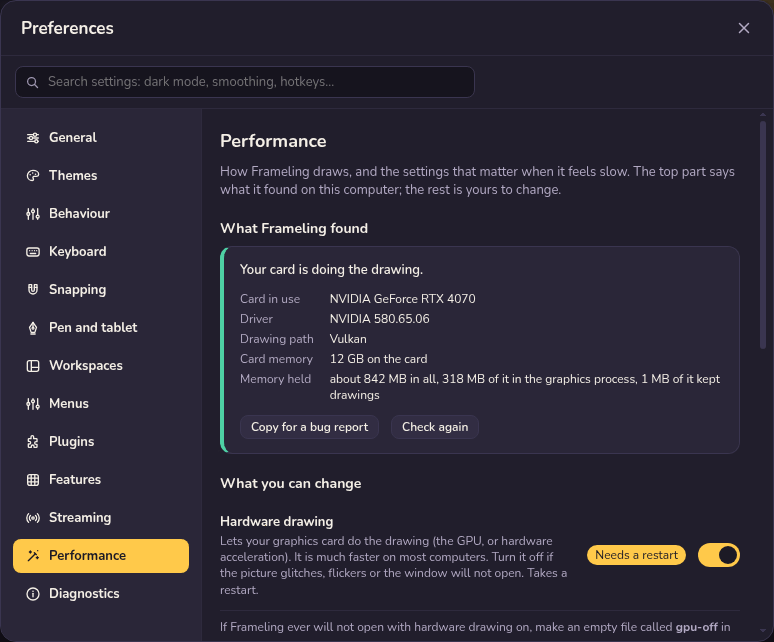 Preferences
Search settings: dark mode, smoothing, hotkeys...
General
Themes
Behaviour
Keyboard
Snapping
Pen and tablet
Workspaces
Menus
Plugins
Features
Streaming
Performance
Diagnostics
Performance
How Frameling draws, and the settings that matter when it feels slow. The top part says
what it found on this computer; the rest is yours to change.
What Frameling found
Your card is doing the drawing.
Card in use NVIDIA GeForce RTX 4070
Driver NVIDIA 580.65.06
Drawing path Vulkan
Card memory 12 GB on the card
Memory held about 842 MB in all, 318 MB of it in the graphics process, 1 MB of it kept
drawings
Copy for a bug report Check again
What you can change
Hardware drawing
Lets your graphics card do the drawing (the GPU, or hardware
acceleration). It is much faster on most computers. Turn it off if
the picture glitches, flickers or the window will not open. Takes a
restart.
Needs a restart
If Frameling ever will not open with hardware drawing on, make an empty file called gpu-off in